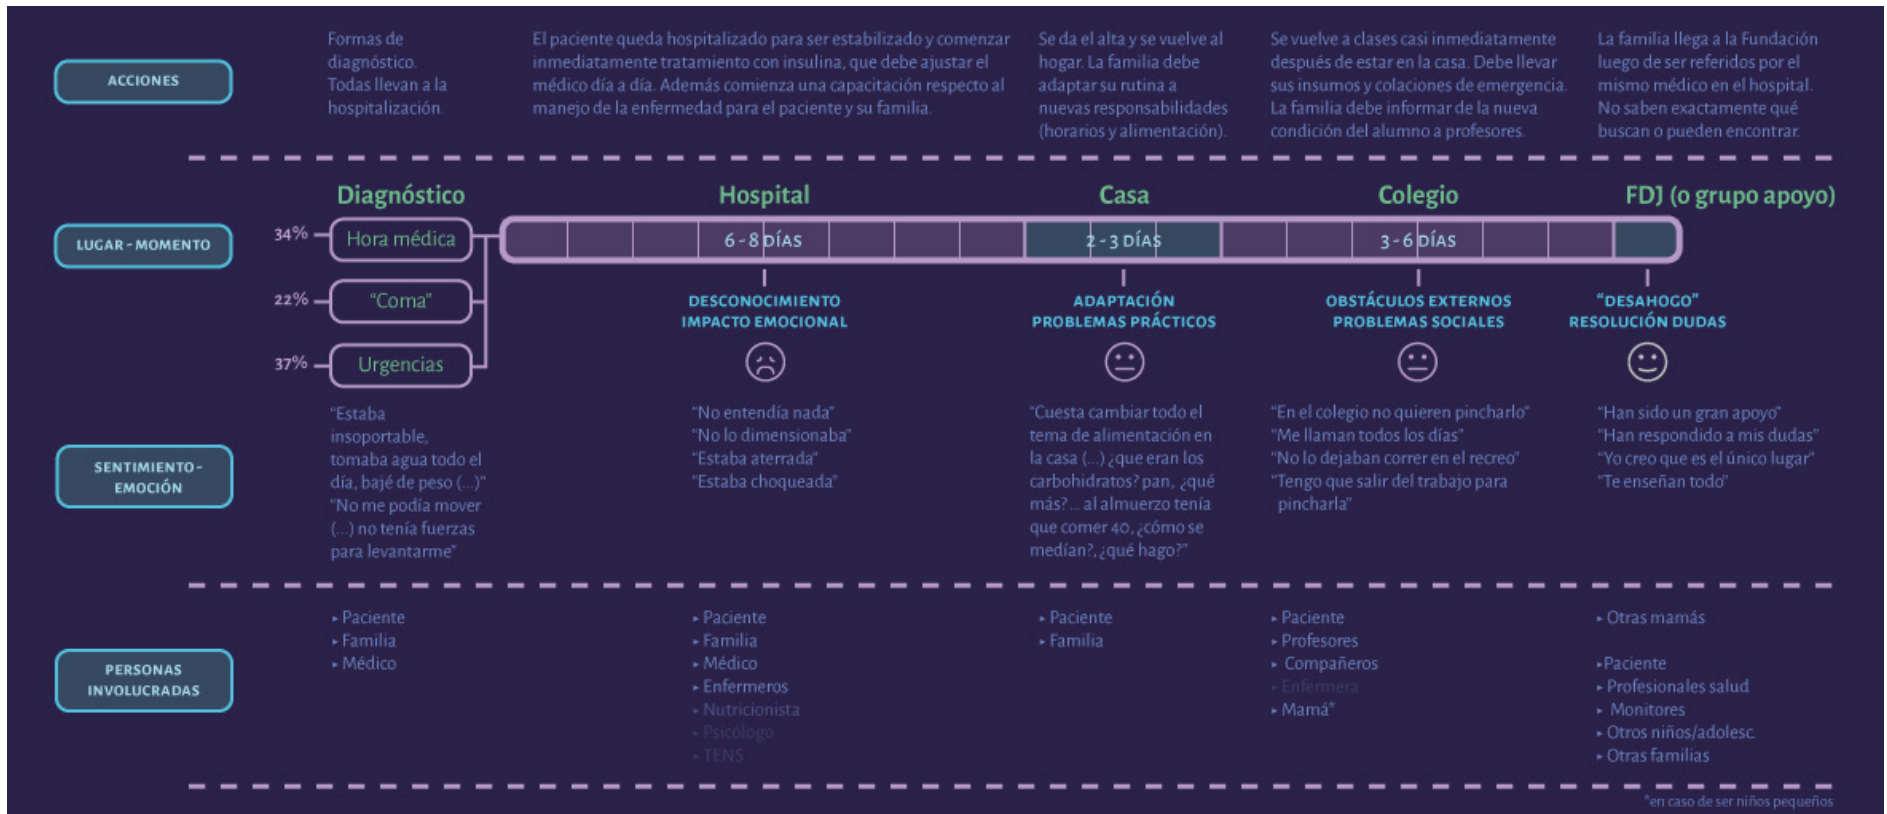 ACCIONES
Formas de
diagnóstico.
Todas llevan a la
hospitalización.
El paciente queda hospitalizado para ser estabilizado y comenzar
inmediatamente tratamiento con insulina, que debe ajustar el
médico día a día. Además comienza una capacitación respecto al
manejo de la enfermedad para el paciente y su familia.
Se da el alta y se vuelve al
hogar. La familia debe
adaptar su rutina a
nuevas responsabilidades
(horarios y alimentación).
Se vuelve a clases casi inmediatamente
después de estar en la casa. Debe llevar
sus insumos y colaciones de emergencia.
La familia debe informar de la nueva
condición del alumno a profesores.
La familia llega a la Fundación
luego de ser referidos por el
mismo médico en el hospital.
No saben exactamente qué
buscan o pueden encontrar.
LUGAR - MOMENTO
Diagnóstico
34%
Hora médica
22%
"Coma"
37%
Urgencias
Hospital
6 - 8 DÍAS
DESCONOCIMIENTO
IMPACTO EMOCIONAL
Casa
2 - 3 DÍAS
ADAPTACIÓN
PROBLEMAS PRÁCTICOS
Colegio
3 - 6 DÍAS
OBSTÁCULOS EXTERNOS
PROBLEMAS SOCIALES
FDJ (o grupo apoyo)
"DESAHOGO"
RESOLUCIÓN DUDAS
SENTIMIENTO -
EMOCIÓN
"Estaba
insoportable,
tomaba agua todo el
día, bajé de peso (...)"
"No me podía mover
(...) no tenía fuerzas
para levantarme"
"No entendía nada"
"No lo dimensionaba"
"Estaba aterrada"
"Estaba choqueada"
"Cuesta cambiar todo el
tema de alimentación en
la casa (...) ¿que eran los
carbohidratos? pan, ¿qué
más? ... al almuerzo tenía
que comer 40, ¿cómo se
medían?, ¿qué hago?"
"En el colegio no quieren pincharlo"
"Me llaman todos los días"
"No lo dejaban correr en el recreo"
"Tengo que salir del trabajo para
pincharla"
"Han sido un gran apoyo"
"Han respondido a mis dudas"
"Yo creo que es el único lugar"
"Te enseñan todo"
PERSONAS
INVOLUCRADAS
▸ Paciente
▸ Familia
▸ Médico
▸ Paciente
▸ Familia
▸ Médico
▸ Enfermeros
▸ Nutricionista
▸ Psicólogo
▸ TENS
▸ Paciente
▸ Familia
▸ Paciente
▸ Profesores
▸ Compañeros
▸ Enfermera
▸ Mamá*
▸ Otras mamás
▸Paciente
▸ Profesionales salud
▸ Monitores
▸ Otros niños/adolesc.
▸ Otras familias
*en caso de ser niños pequeños